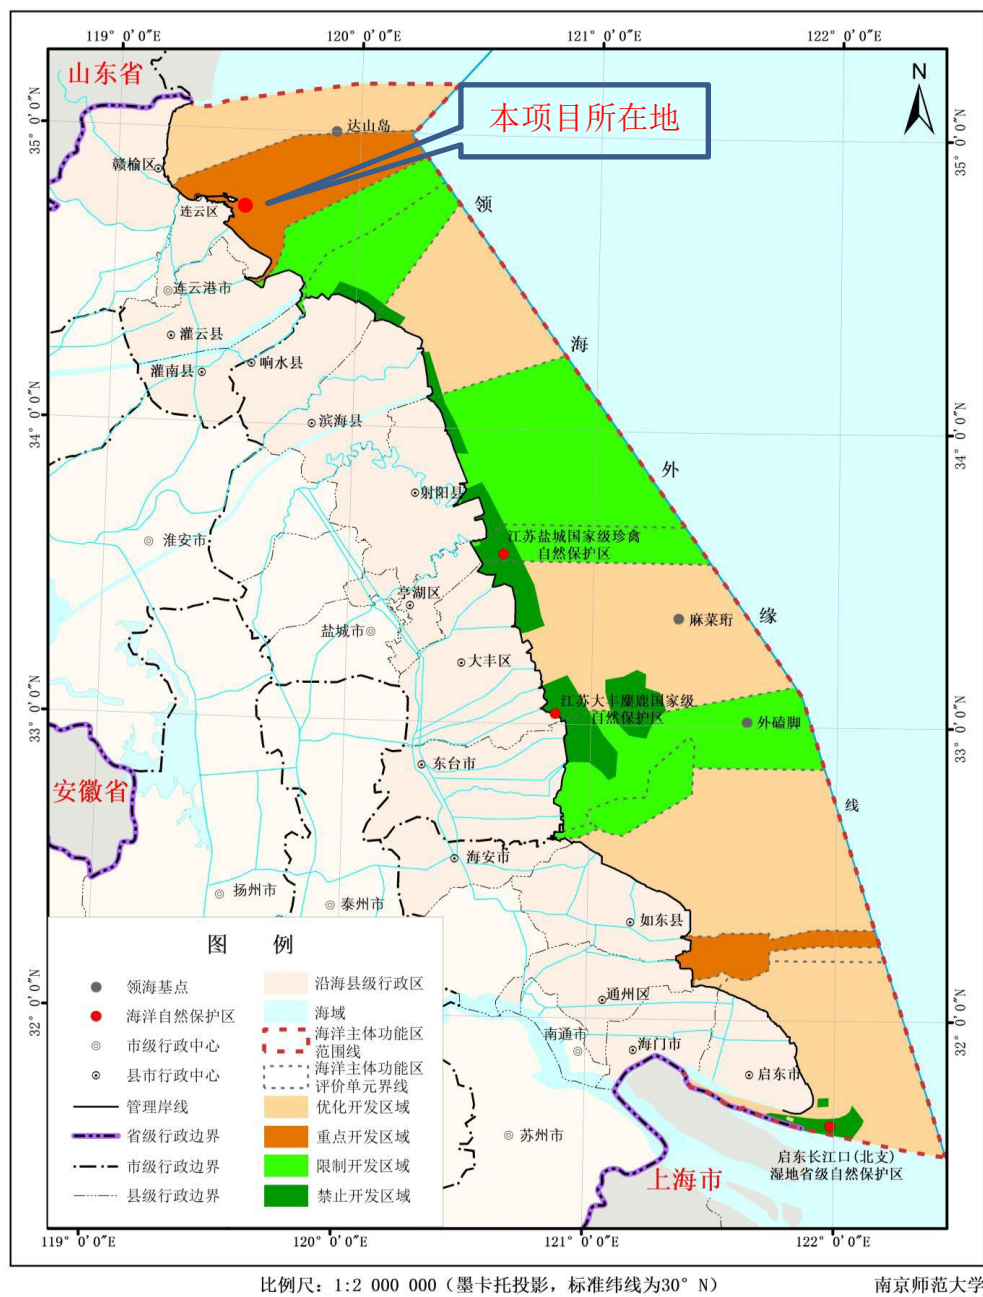 119° 0′0″E
120° 0′0″E
121° 0′0″E
122° 0′0″E
山东省
N
本项目所在地
达山岛
35° 0′0″N
35° 0′0″N
赣榆区
连云区
领
连云港市
灌云县
海
响水县
灌南县
34° 0′0″N
34° 0′0″N
滨海县
外
射阳县
淮安市
江苏盐城国家级珍禽
自然保护区
亭湖区
盐城市
麻菜珩
缘
大丰区
33° 0′0″N
33° 0′0″N
江苏大丰麋鹿国家级
自然保护区
外磕脚
东台市
安徽省
线
海安市
扬州市
泰州市
如东县
图 例
领海基点
海洋自然保护区
市级行政中心
县市行政中心
管理岸线
省级行政边界
市级行政边界
县级行政边界
沿海县级行政区
海域
海洋主体功能区
范围线
海洋主体功能区
评价单元界线
优化开发区域
重点开发区域
限制开发区域
禁止开发区域
32° 0′0″N
32° 0′0″N
通州区
南通市
海门市
启东市
苏州市
启东长江口(北支)
湿地省级自然保护区
上海市
119° 0′0″E
120° 0′0″E
121° 0′0″E
122° 0′0″E
比例尺：1:2 000 000（墨卡托投影，标准纬线为30° N）
南京师范大学